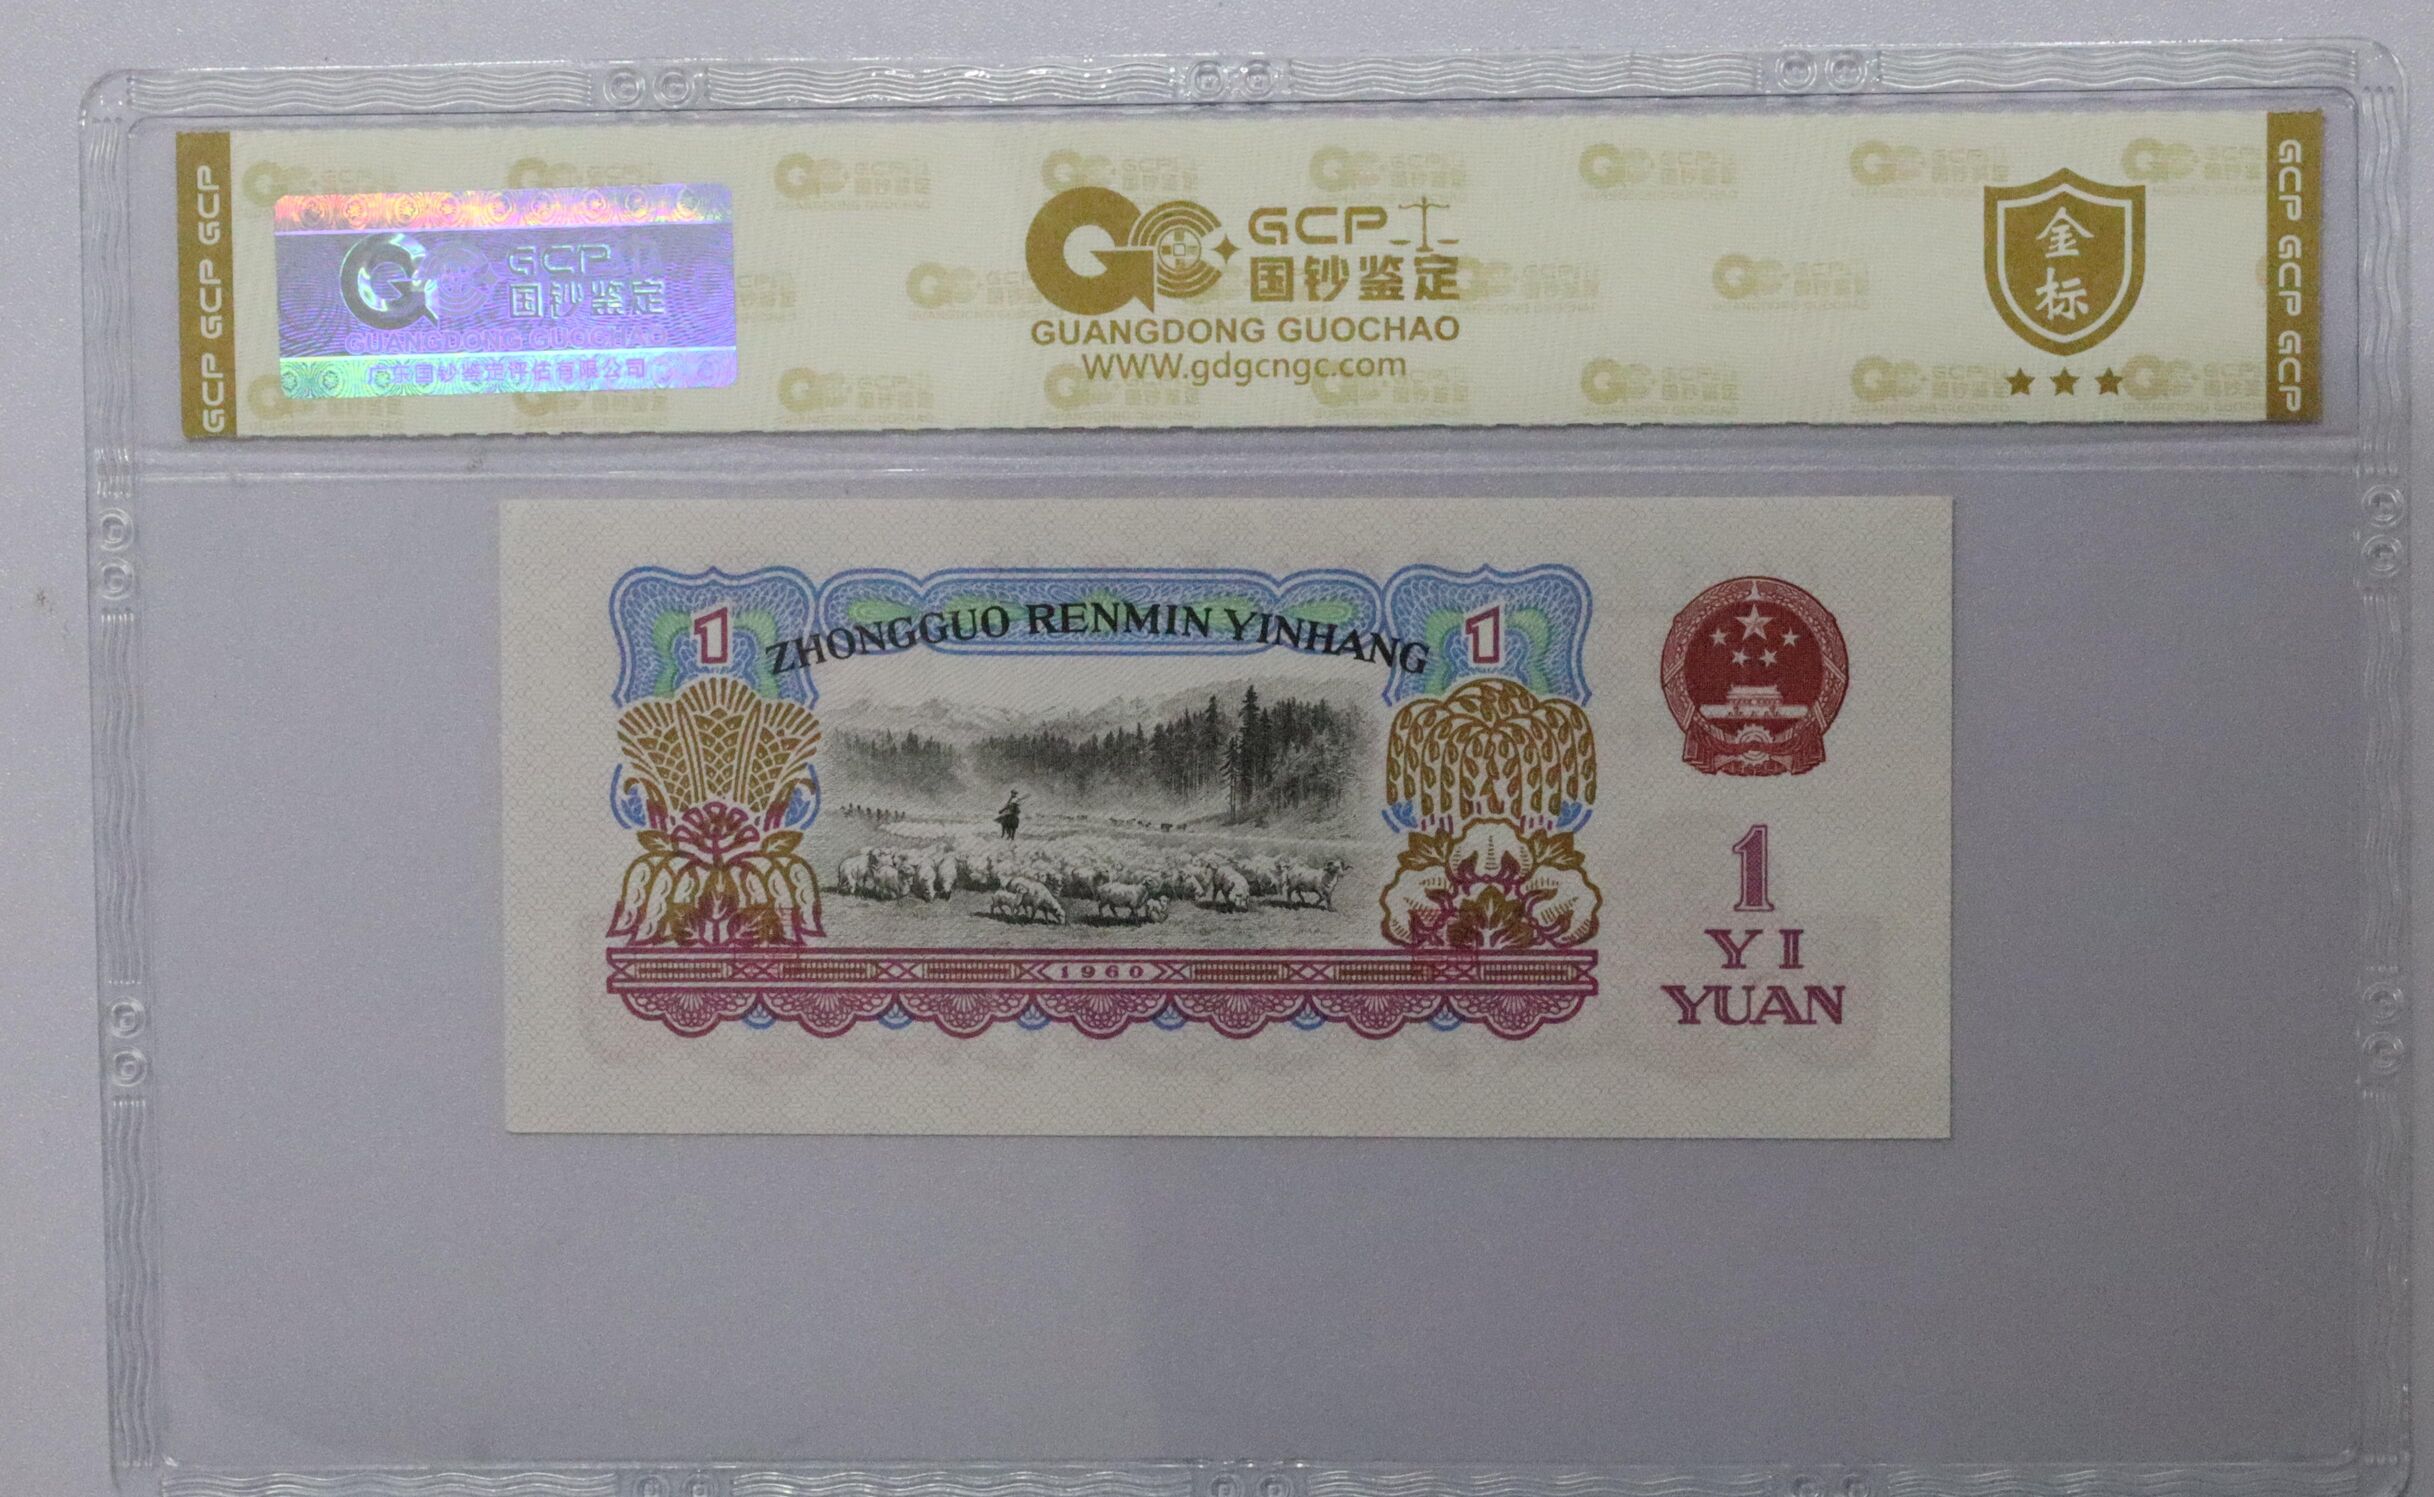 GCP GCP GCP
GCP
国钞鉴定
GUANGDONG GUOCHAO
广东国钞鉴定评估有限公司
GCP
国钞鉴定
GUANGDONG GUOCHAO
WWW.gdgcngc.com
金
标
GCP GCP GCP
ZHONGGUO RENMIN YINHANG
1
1
1960
1
YI
YUAN